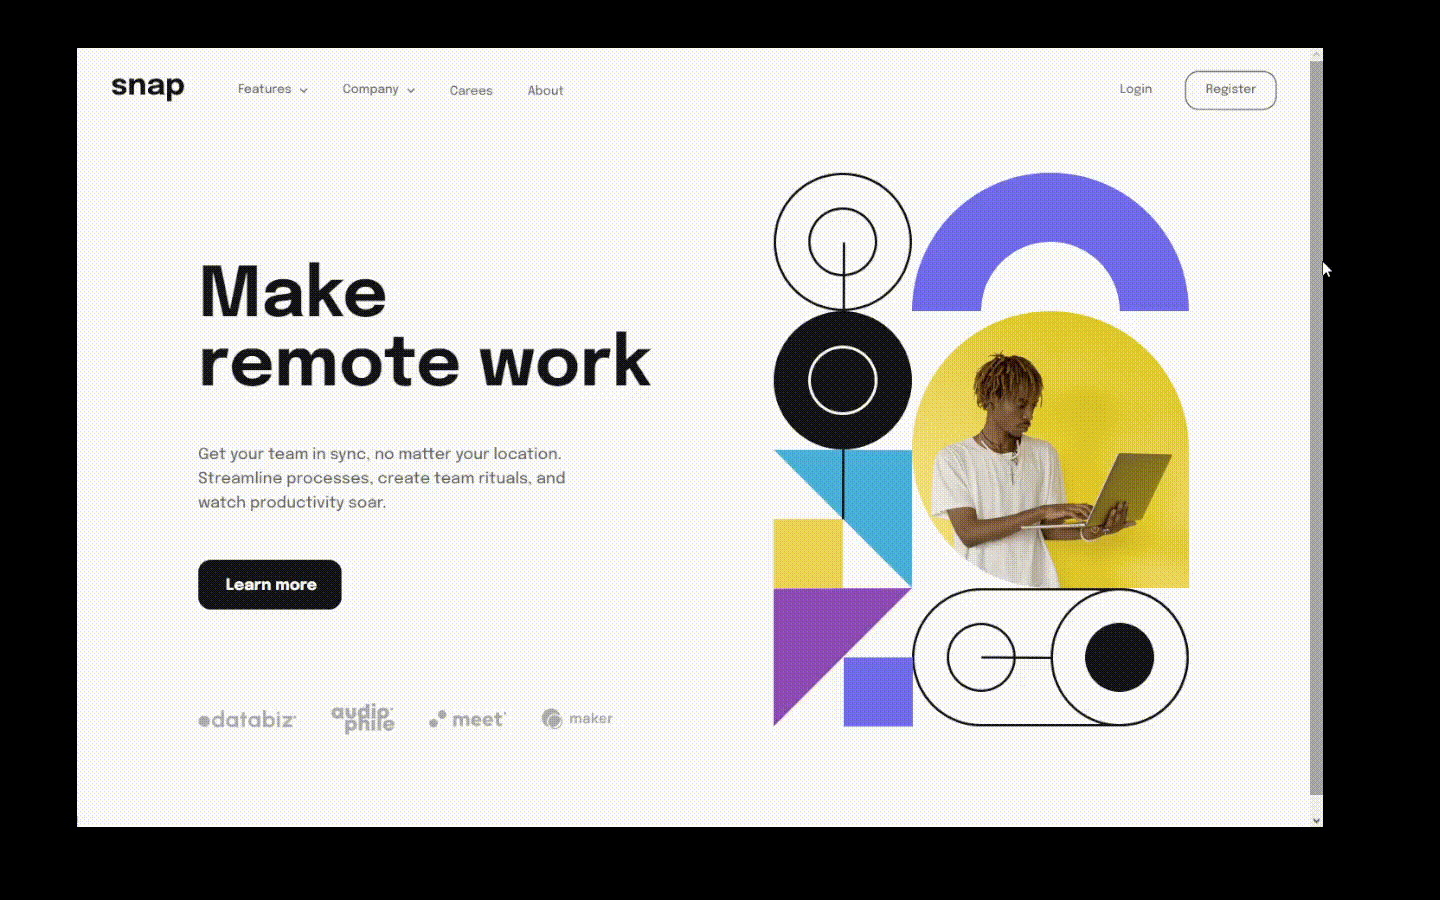 snap
Features
Company
Carees
About
Login
Register
Make
remote work
Get your team in sync, no matter your location.
Streamline processes, create team rituals, and
watch productivity soar.
Learn more
databiz
audiophile
meet
maker